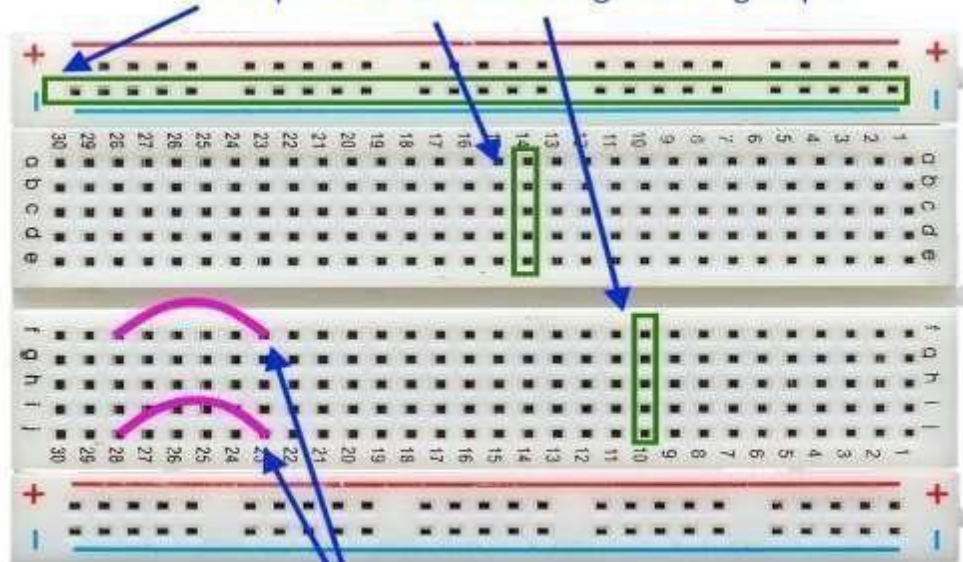 + +
- -
30 29 28 27 26 25 24 23 22 21 20 19 18 17 16 14 13 11 10 9 8 7 6 5 4 3 2 1
a a
b b
c c
d d
e e
f f
g g
h h
i i
j j
30 29 28 27 26 25 24 23 22 21 20 19 18 17 16 15 14 13 12 11 10 9 8 7 6 5 4 3 2 1
+ +
- -